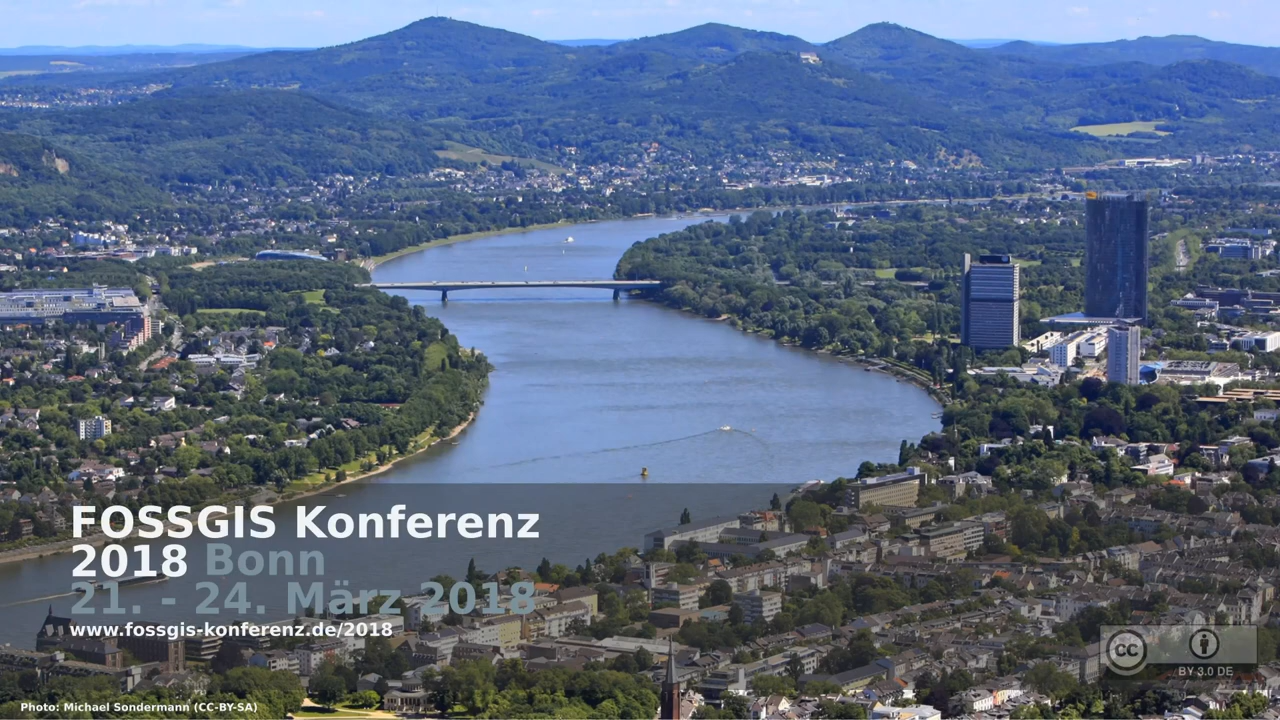 FOSSGIS Konferenz
2018 Bonn
21. - 24. März 2018
www.fossgis-konferenz.de/2018
cc
BY 3.0 DE
Photo: Michael Sondermann (CC-BY-SA)